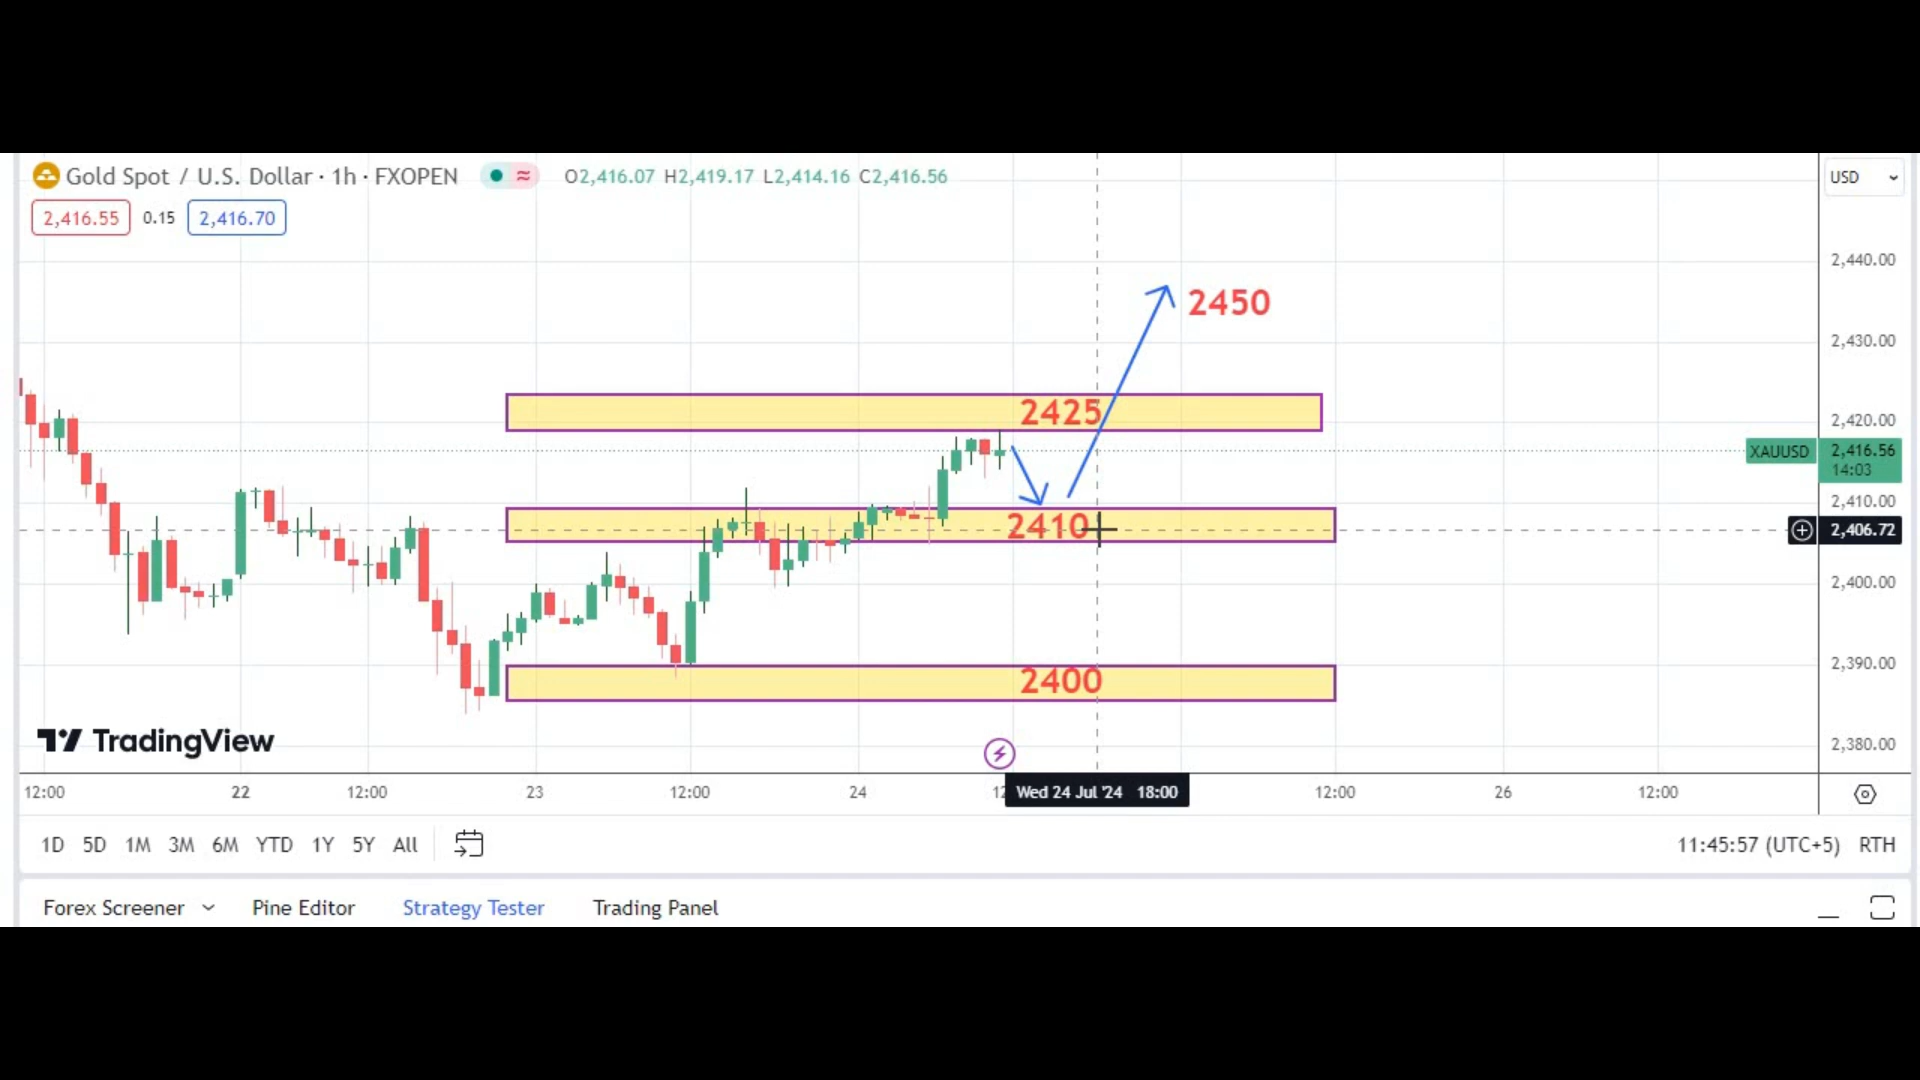 Gold Spot / U.S. Dollar · 1h · FXOPEN ≈ O2,416.07 H2,419.17 L2,414.16 C2,416.56
USD
2,416.55 0.15 2,416.70
2,440.00
2450
2,430.00
2425
2,420.00
XAUUSD 2,416.56
14:03
2,410.00
2410
2,406.72
2,400.00
2,390.00
2400
2,380.00
TradingView
12:00 22 12:00 23 12:00 24 12 Wed 24 Jul '24 18:00 12:00 26 12:00
1D 5D 1M 3M 6M YTD 1Y 5Y All 11:45:57 (UTC+5) RTH
Forex Screener Pine Editor Strategy Tester Trading Panel